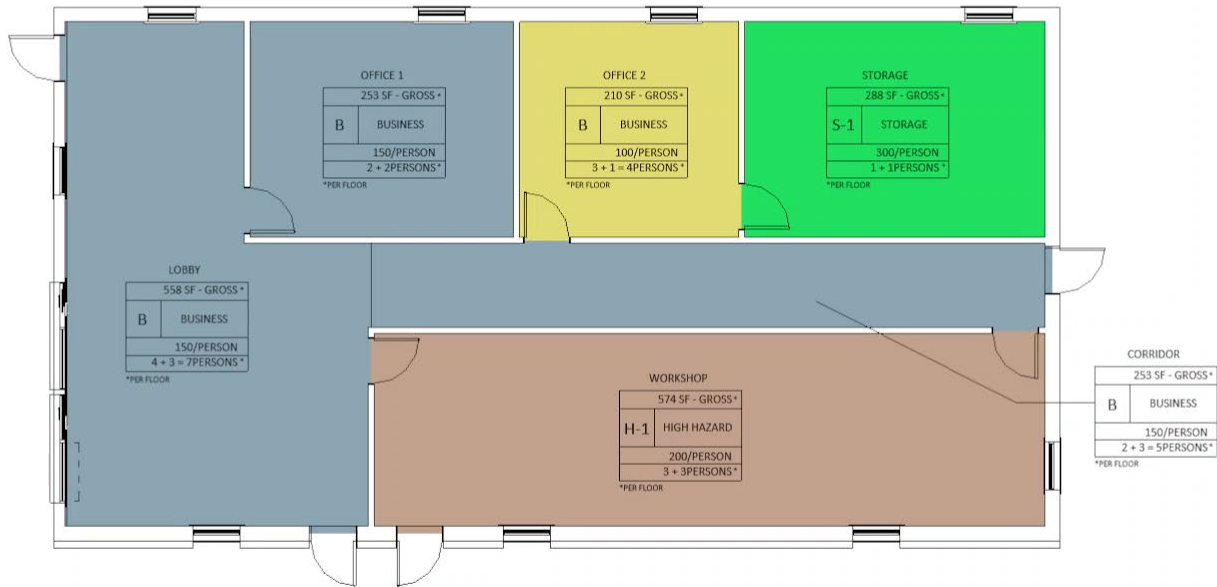 OFFICE 1
253 SF - GROSS*
B BUSINESS
150/PERSON
2 + 2PERSONS*
*PER FLOOR
OFFICE 2
210 SF - GROSS*
B BUSINESS
100/PERSON
3 + 1 = 4PERSONS*
*PER FLOOR
STORAGE
288 SF - GROSS*
S-1 STORAGE
300/PERSON
1 + 1PERSONS*
*PER FLOOR
LOBBY
558 SF - GROSS*
B BUSINESS
150/PERSON
4 + 3 = 7PERSONS*
*PER FLOOR
WORKSHOP
574 SF - GROSS*
H-1 HIGH HAZARD
200/PERSON
3 + 3PERSONS*
*PER FLOOR
CORRIDOR
253 SF - GROSS*
B BUSINESS
150/PERSON
2 + 3 = 5PERSONS*
*PER FLOOR